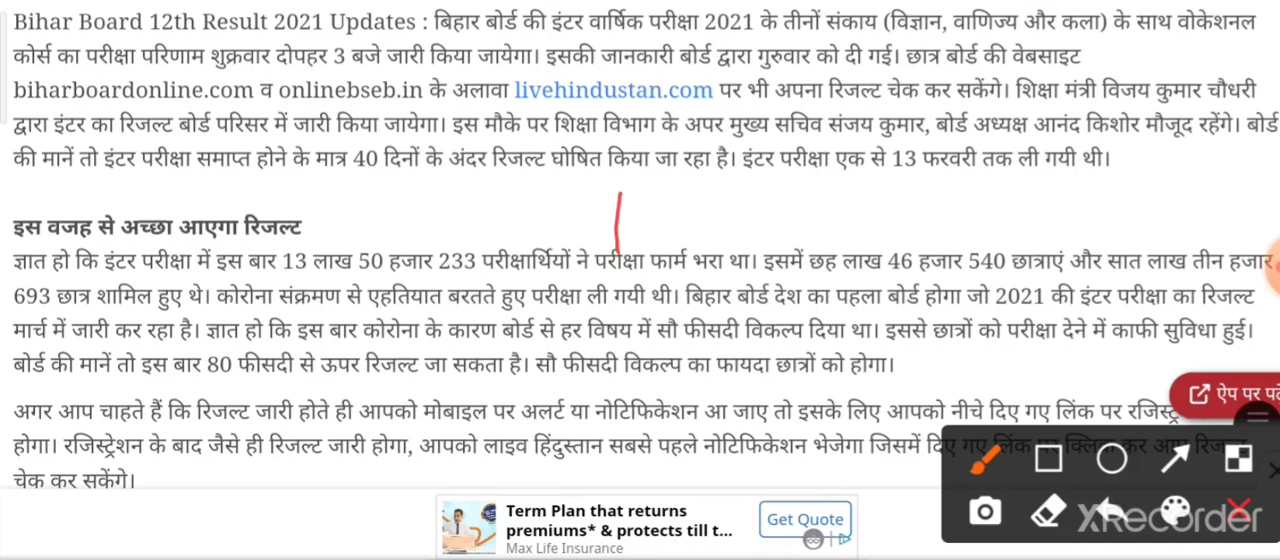 Bihar Board 12th Result 2021 Updates : बिहार बोर्ड की इंटर वार्षिक परीक्षा 2021 के तीनों संकाय (विज्ञान, वाणिज्य और कला) के साथ वोकेशनल
कोर्स का परीक्षा परिणाम शुक्रवार दोपहर 3 बजे जारी किया जायेगा। इसकी जानकारी बोर्ड द्वारा गुरुवार को दी गई। छात्र बोर्ड की वेबसाइट
biharboardonline.com व onlinebseb.in के अलावा livehindustan.com पर भी अपना रिजल्ट चेक कर सकेंगे। शिक्षा मंत्री विजय कुमार चौधरी
द्वारा इंटर का रिजल्ट बोर्ड परिसर में जारी किया जायेगा। इस मौके पर शिक्षा विभाग के अपर मुख्य सचिव संजय कुमार, बोर्ड अध्यक्ष आनंद किशोर मौजूद रहेंगे। बोर्ड
की मानें तो इंटर परीक्षा समाप्त होने के मात्र 40 दिनों के अंदर रिजल्ट घोषित किया जा रहा है। इंटर परीक्षा एक से 13 फरवरी तक ली गयी थी।
इस वजह से अच्छा आएगा रिजल्ट
ज्ञात हो कि इंटर परीक्षा में इस बार 13 लाख 50 हजार 233 परीक्षार्थियों ने परीक्षा फार्म भरा था। इसमें छह लाख 46 हजार 540 छात्राएं और सात लाख तीन हजार
693 छात्र शामिल हुए थे। कोरोना संक्रमण से एहतियात बरतते हुए परीक्षा ली गयी थी। बिहार बोर्ड देश का पहला बोर्ड होगा जो 2021 की इंटर परीक्षा का रिजल्ट
मार्च में जारी कर रहा है। ज्ञात हो कि इस बार कोरोना के कारण बोर्ड से हर विषय में सौ फीसदी विकल्प दिया था। इससे छात्रों को परीक्षा देने में काफी सुविधा हुई।
बोर्ड की मानें तो इस बार 80 फीसदी से ऊपर रिजल्ट जा सकता है। सौ फीसदी विकल्प का फायदा छात्रों को होगा।
ऐप पर
अगर आप चाहते हैं कि रिजल्ट जारी होते ही आपको मोबाइल पर अलर्ट या नोटिफिकेशन आ जाए तो इसके लिए आपको नीचे दिए गए लिंक पर
होगा। रजिस्ट्रेशन के बाद जैसे ही रिजल्ट जारी होगा, आपको लाइव हिंदुस्तान सबसे पहले नोटिफिकेशन भेजेगा जिसमें दिए गए लिंक पर क्लिक कर आप
चेक कर सकेंगे।
Term Plan that returns
premiums* & protects till t...
Max Life Insurance
Get Quote
XRecorder